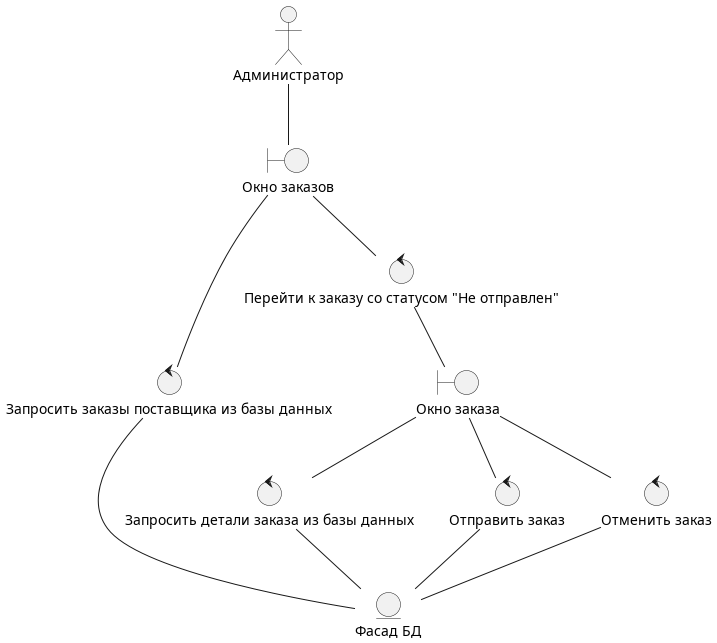 Администратор
Окно заказов
Перейти к заказу со статусом "Не отправлен"
Запросить заказы поставщика из базы данных
Окно заказа
Запросить детали заказа из базы данных
Отправить заказ
Отменить заказ
Фасад БД